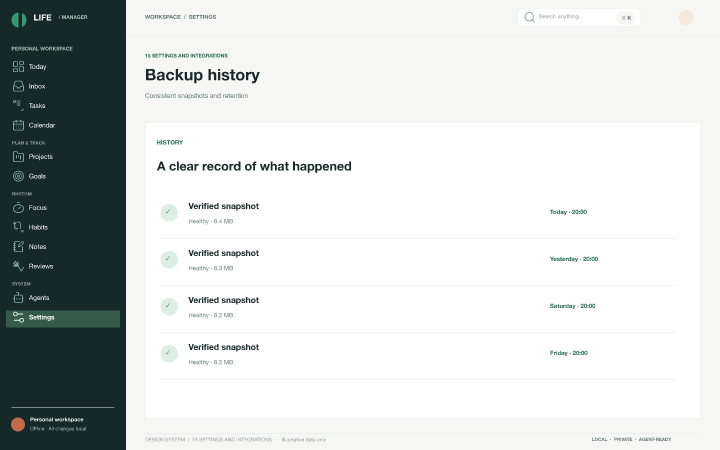 LIFE / MANAGER
PERSONAL WORKSPACE
Today
Inbox
Tasks
Calendar
PLAN & TRACK
Projects
Goals
RHYTHM
Focus
Habits
Notes
Reviews
SYSTEM
Agents
Settings
Personal workspace
Offline · All changes local
WORKSPACE / SETTINGS
Search anything...
⌘ K
15 SETTINGS AND INTEGRATIONS
Backup history
Consistent snapshots and retention
HISTORY
A clear record of what happened
Verified snapshot
Healthy · 8.4 MB
Today · 20:00
Verified snapshot
Healthy · 8.3 MB
Yesterday · 20:00
Verified snapshot
Healthy · 8.2 MB
Saturday · 20:00
Verified snapshot
Healthy · 8.2 MB
Friday · 20:00
DESIGN SYSTEM / 15 SETTINGS AND INTEGRATIONS · Illustrative data only
LOCAL · PRIVATE · AGENT-READY